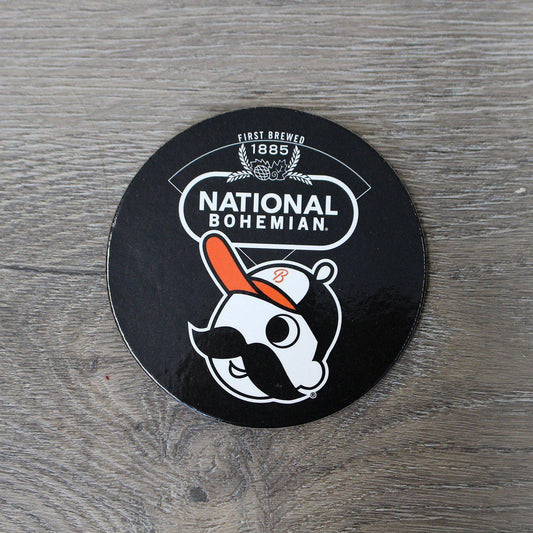 FIRST BREWED
1885
NATIONAL
BOHEMIAN®
B
®